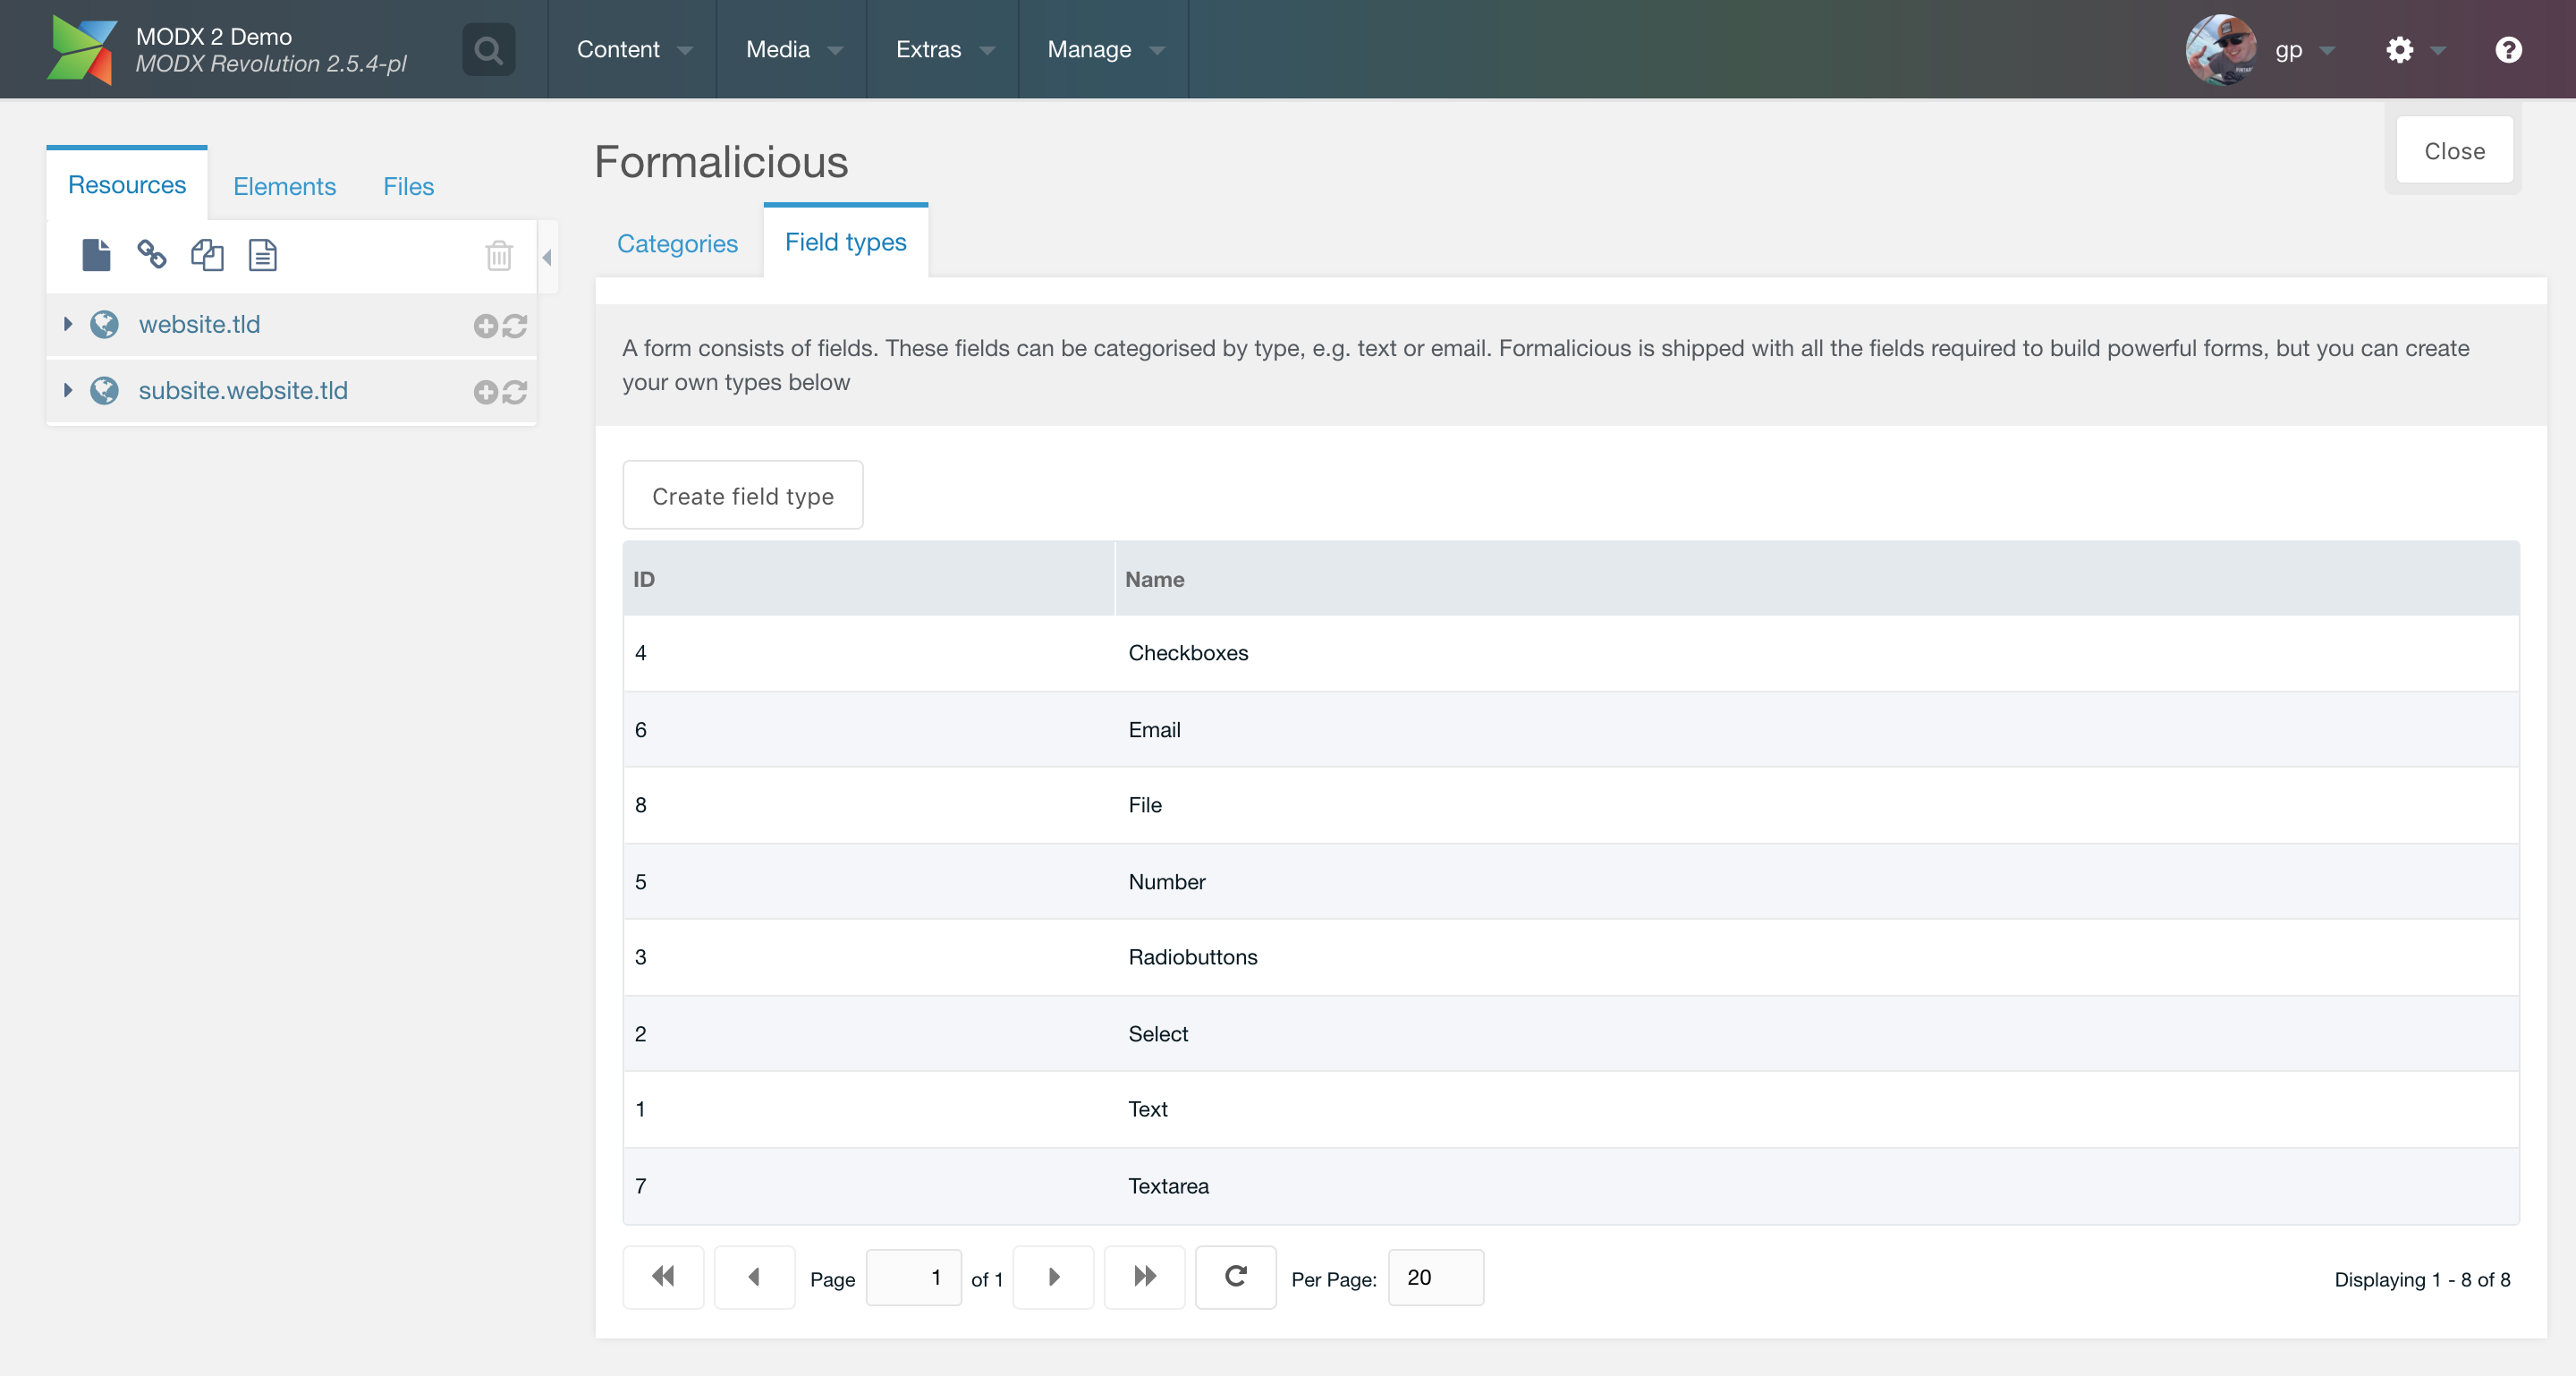 MODX 2 Demo
MODX Revolution 2.5.4-pl
Content
Media
Extras
Manage
gp
Resources
Elements
Files
website.tld
subsite.website.tld
Formalicious
Close
Categories
Field types
A form consists of fields. These fields can be categorised by type, e.g. text or email. Formalicious is shipped with all the fields required to build powerful forms, but you can create
your own types below
Create field type
ID Name
4 Checkboxes
6 Email
8 File
5 Number
3 Radiobuttons
2 Select
1 Text
7 Textarea
Page 1 of 1 Per Page: 20 Displaying 1 - 8 of 8